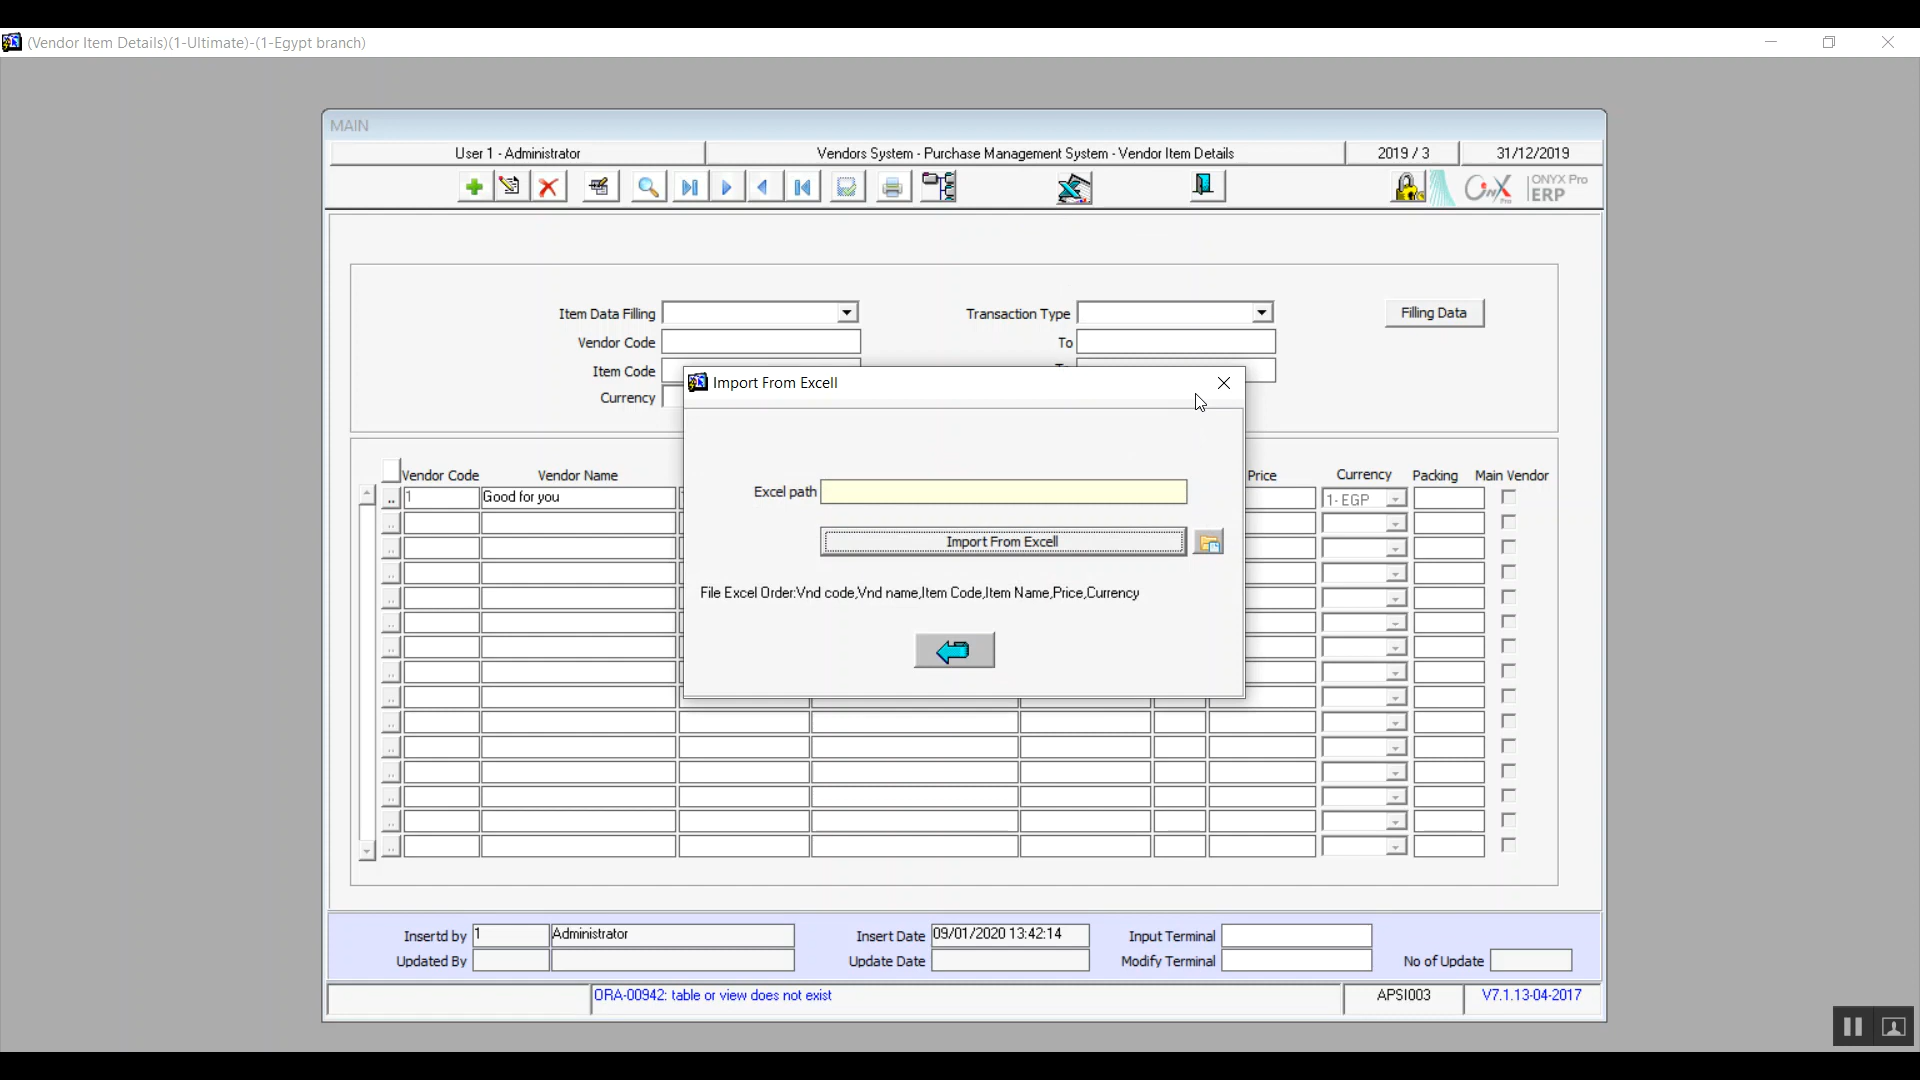 (Vendor Item Details)(1-Ultimate)-(1-Egypt branch)
MAIN
User 1 - Administrator
Vendors System - Purchase Management System - Vendor Item Details
2019 / 3
31/12/2019
Onyx Pro
ONYX Pro
ERP
Item Data Filling
Transaction Type
Filling Data
Vendor Code
To
Item Code
Currency
Import From Excell
Excel path
Import From Excell
File Excel Order:Vnd code,Vnd name,Item Code,Item Name,Price,Currency
Vendor Code Vendor Name Price Currency Packing Main Vendor
1 Good for you 1- EGP
Insertd by 1 Administrator Insert Date 09/01/2020 13:42:14 Input Terminal
Updated By Update Date Modify Terminal No of Update
ORA-00942: table or view does not exist APSI003 V7.1.13-04-2017